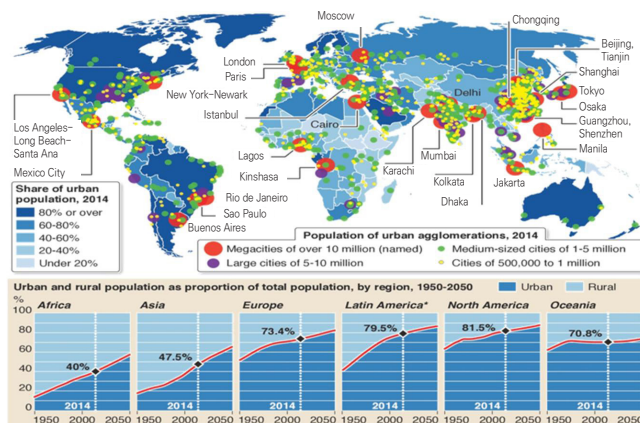 Moscow
Chongqing
London
Paris
Beijing,
Tianjin
Shanghai
New York–Newark
Delhi
Tokyo
Istanbul
Osaka
Cairo
Guangzhou,
Shenzhen
Los Angeles–
Long Beach–
Santa Ana
Lagos
Mumbai
Manila
Mexico City
Kinshasa
Karachi
Kolkata
Jakarta
Dhaka
Share of urban
population, 2014
80% or over
60-80%
40-60%
20-40%
Under 20%
Rio de Janeiro
Sao Paulo
Buenos Aires
Population of urban agglomerations, 2014
Megacities of over 10 million (named)
Medium-sized cities of 1-5 million
Large cities of 5-10 million
Cities of 500,000 to 1 million
Urban and rural population as proportion of total population, by region, 1950-2050
Urban
Rural
%
Africa
Asia
Europe
Latin America*
North America
Oceania
100
80
60
40
20
0
40%
47.5%
73.4%
79.5%
81.5%
70.8%
2014
2014
2014
2014
2014
2014
1950 2000 2050
1950 2000 2050
1950 2000 2050
1950 2000 2050
1950 2000 2050
1950 2000 2050